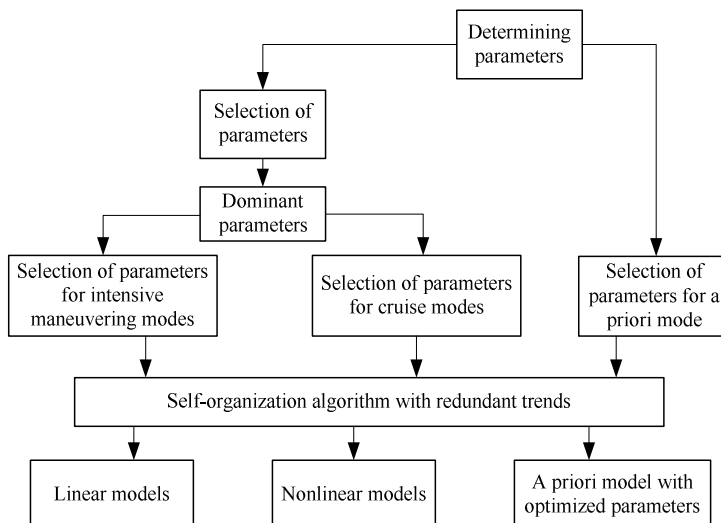 Determining
parameters
Selection of
parameters
Dominant
parameters
Selection of parameters
for intensive
maneuvering modes
Selection of parameters
for cruise modes
Selection of
parameters for a
priori mode
Self-organization algorithm with redundant trends
Linear models
Nonlinear models
A priori model with
optimized parameters